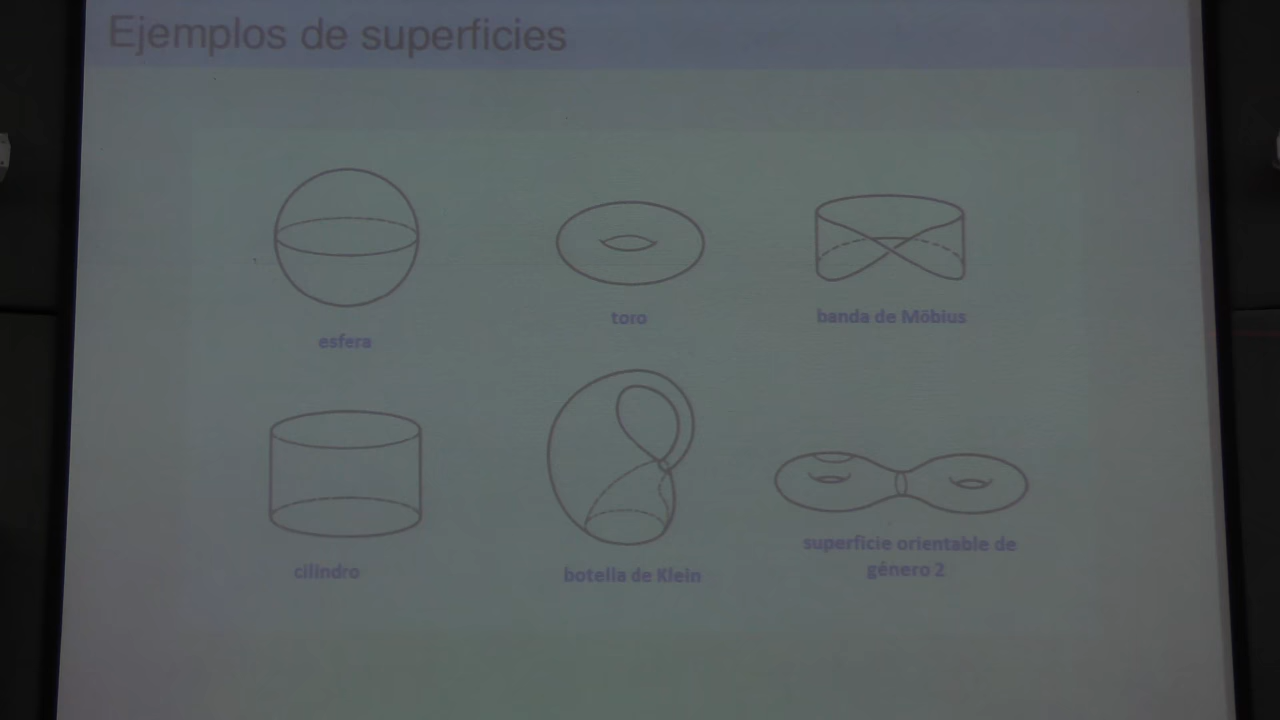 Ejemplos de superficies
esfera
toro
banda de Möbius
cilindro
botella de Klein
superficie orientable de
género 2